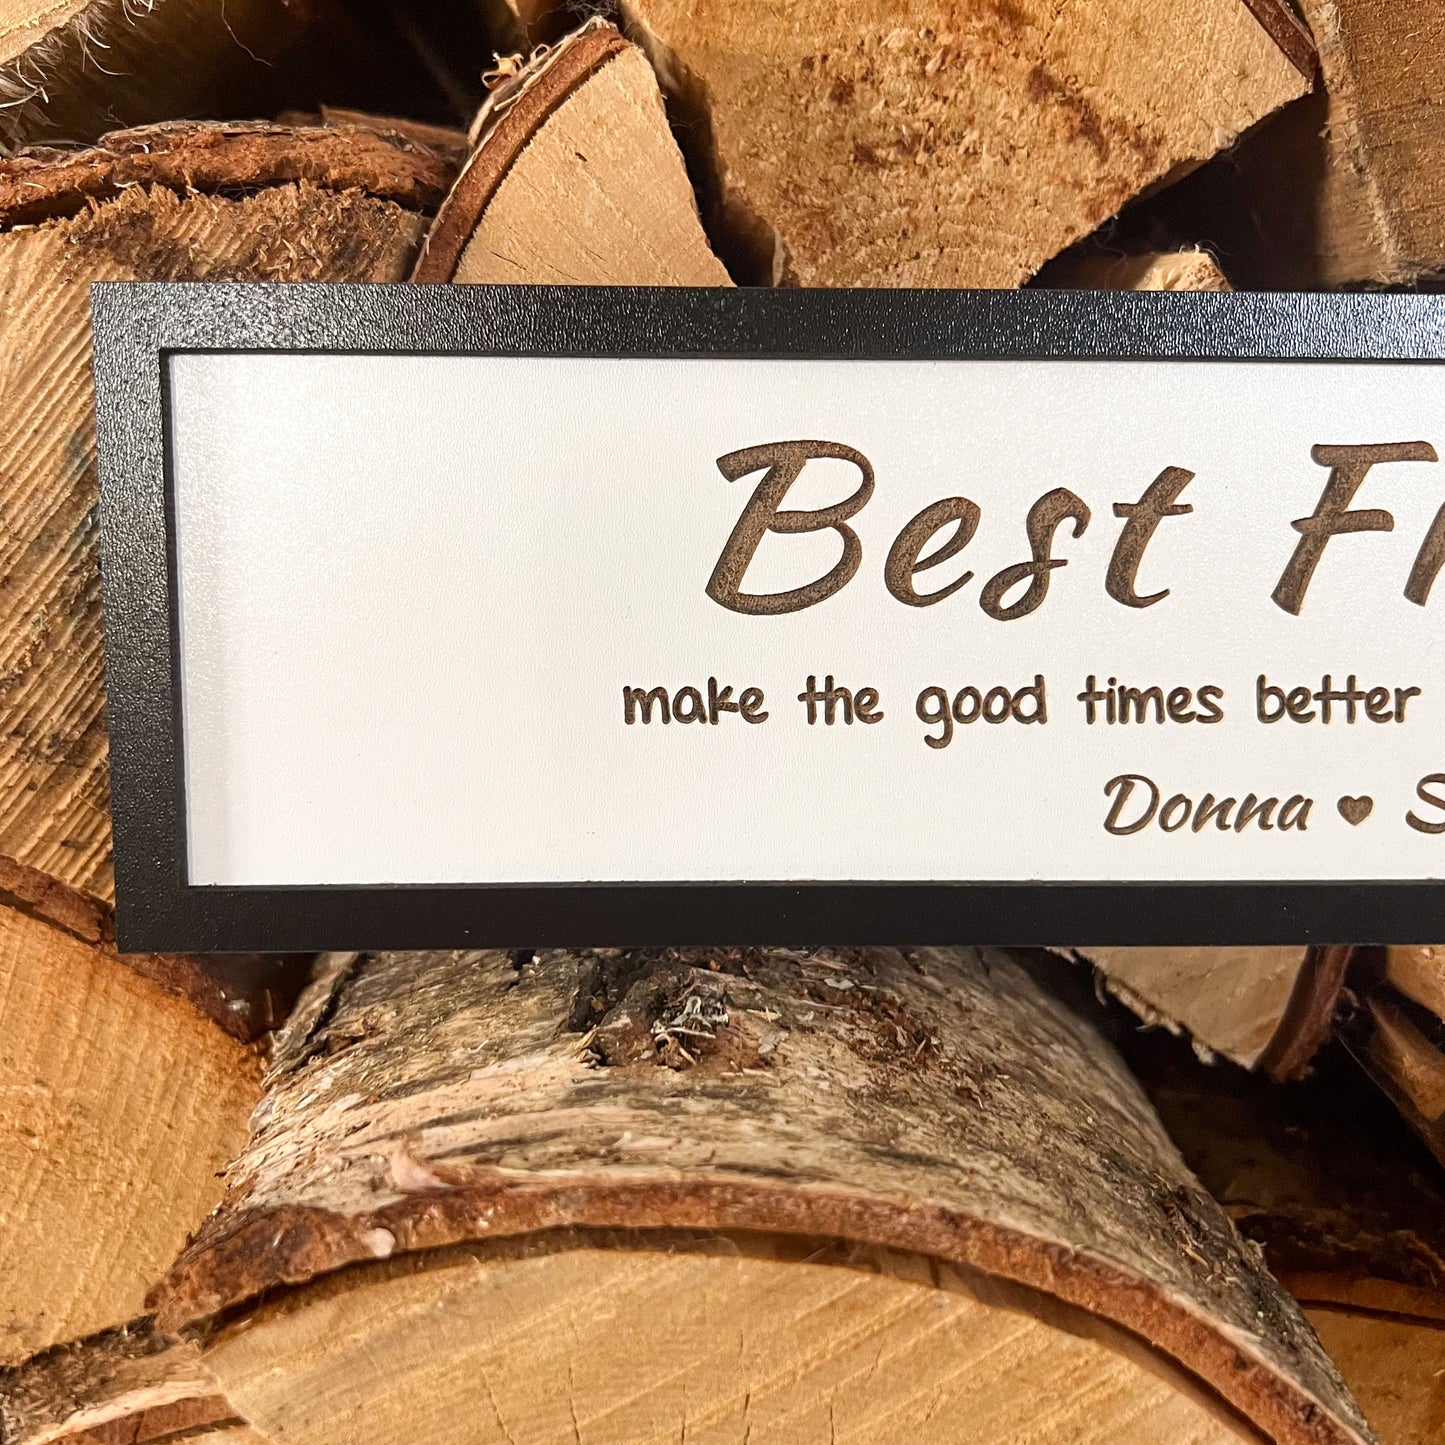 Best
make the good times better
Donna ♥